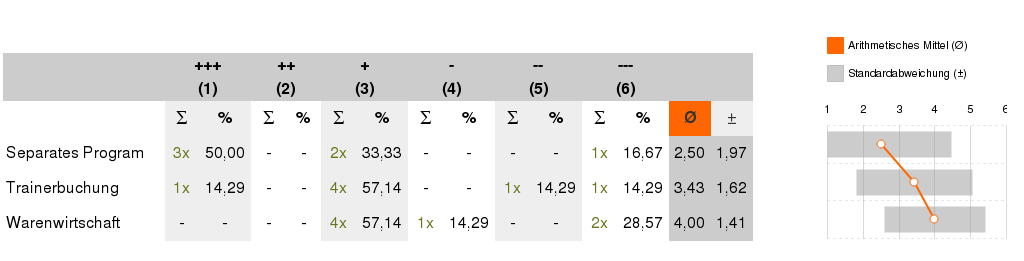 Arithmetisches Mittel (Ø)
+++ ++ + - -- ---
Standardabweichung (±)
(1) (2) (3) (4) (5) (6)
1 2 3 4 5 6
Σ % Σ % Σ % Σ % Σ % Σ % Ø ±
Separates Program 3x 50,00 - - 2x 33,33 - - - - 1x 16,67 2,50 1,97
Trainerbuchung 1x 14,29 - - 4x 57,14 - - 1x 14,29 1x 14,29 3,43 1,62
Warenwirtschaft - - - - 4x 57,14 1x 14,29 - - 2x 28,57 4,00 1,41